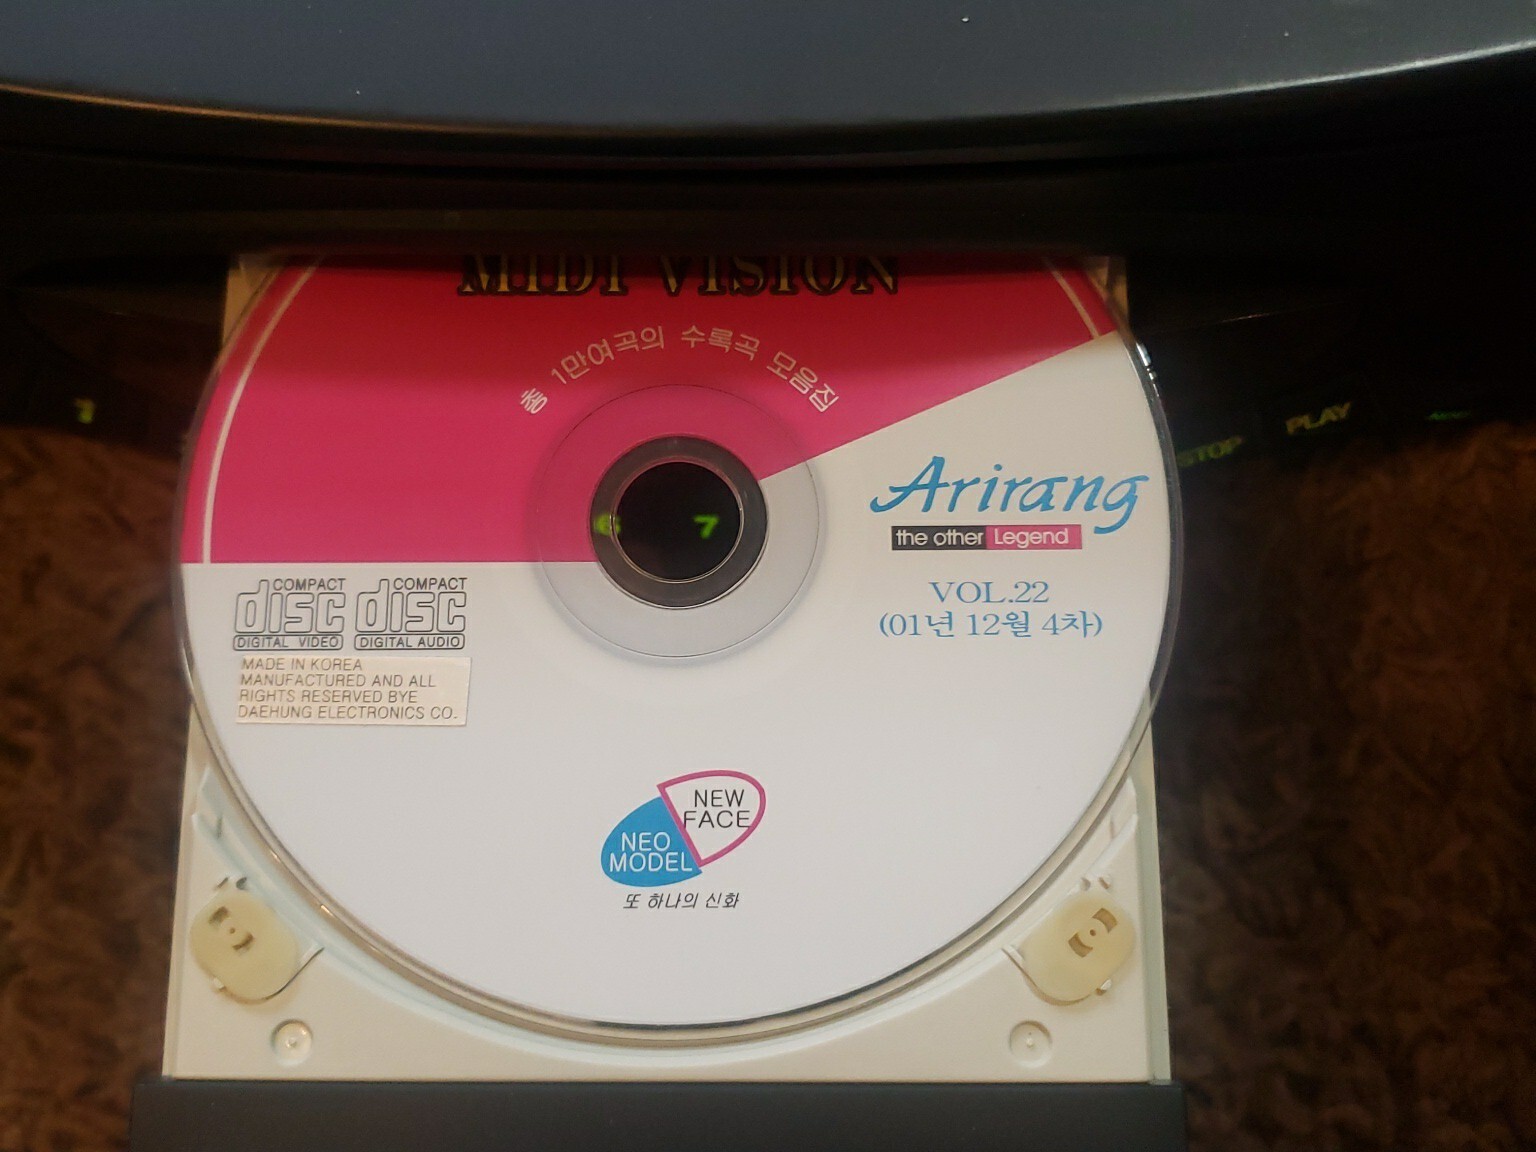 MIDI VISION
총 1만여곡의 수록곡 모음집
Arirang
the other Legend
VOL.22
(01년 12월 4차)
COMPACT disc DIGITAL VIDEO
COMPACT disc DIGITAL AUDIO
MADE IN KOREA
MANUFACTURED AND ALL
RIGHTS RESERVED BYE
DAEHUNG ELECTRONICS CO.
NEW
FACE
NEO
MODEL
또 하나의 신화
6 7
STOP
PLAY